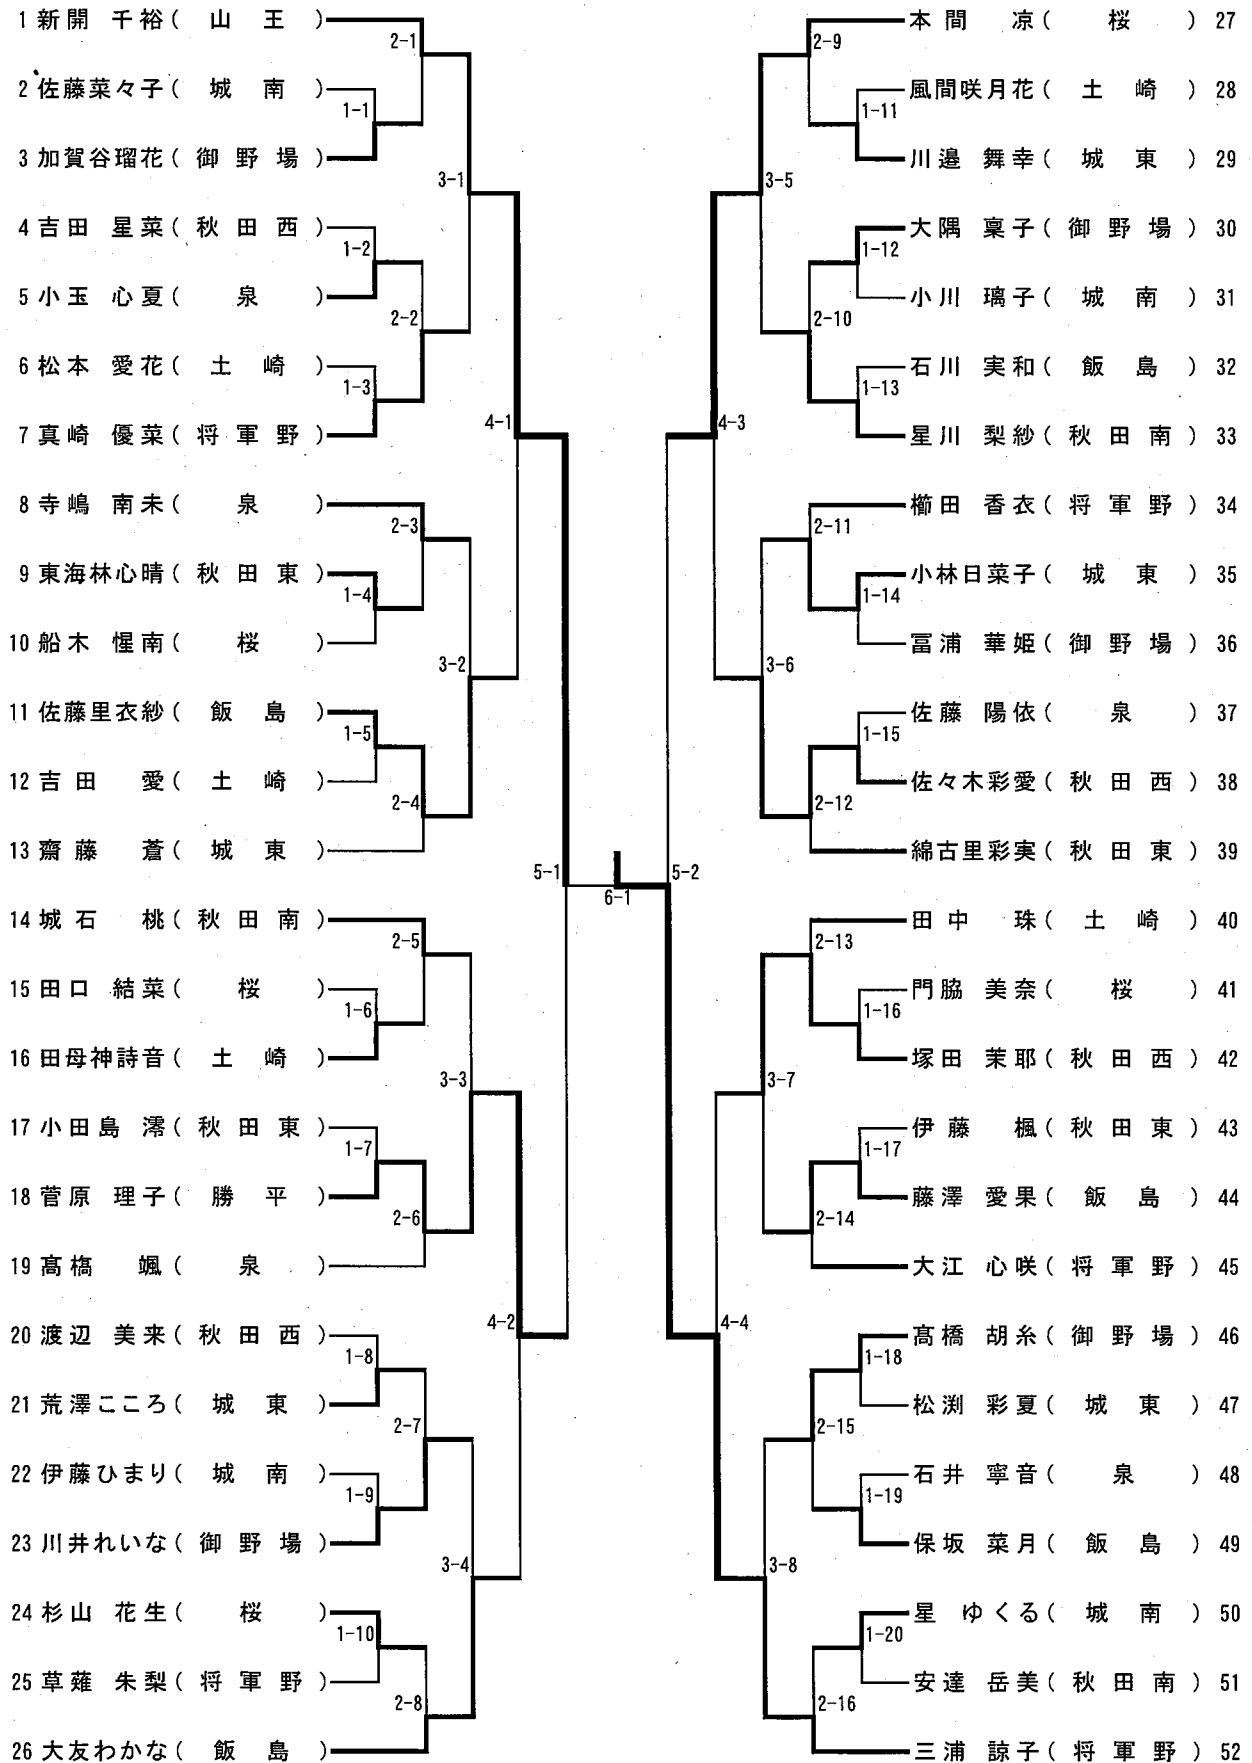 1 新開 千裕 ( 山 王 )
2 佐藤菜々子 ( 城 南 )
3 加賀谷瑠花 ( 御 野 場 )
4 吉田 星菜 ( 秋 田 西 )
5 小玉 心夏 ( 泉 )
6 松本 愛花 ( 土 崎 )
7 真崎 優菜 ( 将 軍 野 )
8 寺嶋 南未 ( 泉 )
9 東海林心晴 ( 秋 田 東 )
10 船木 惺南 ( 桜 )
11 佐藤里衣紗 ( 飯 島 )
12 吉田 愛 ( 土 崎 )
13 齋藤 蒼 ( 城 東 )
14 城石 桃 ( 秋 田 南 )
15 田口 結菜 ( 桜 )
16 田母神詩音 ( 土 崎 )
17 小田島 澪 ( 秋 田 東 )
18 菅原 理子 ( 勝 平 )
19 髙橋 颯 ( 泉 )
20 渡辺 美来 ( 秋 田 西 )
21 荒澤こころ ( 城 東 )
22 伊藤ひまり ( 城 南 )
23 川井れいな ( 御 野 場 )
24 杉山 花生 ( 桜 )
25 草薙 朱梨 ( 将 軍 野 )
26 大友わかな ( 飯 島 )
2-1
1-1
3-1
1-2
2-2
1-3
4-1
2-3
1-4
3-2
1-5
2-4
5-1
2-5
1-6
3-3
1-7
2-6
4-2
1-8
2-7
1-9
3-4
1-10
2-8
6-1
2-9
1-11
3-5
1-12
2-10
1-13
4-3
2-11
1-14
3-6
1-15
2-12
5-2
2-13
1-16
3-7
1-17
2-14
4-4
1-18
2-15
1-19
3-8
1-20
2-16
本間 凉 ( 桜 ) 27
風間咲月花 ( 土 崎 ) 28
川邉 舞幸 ( 城 東 ) 29
大隅 稟子 ( 御 野 場 ) 30
小川 璃子 ( 城 南 ) 31
石川 実和 ( 飯 島 ) 32
星川 梨紗 ( 秋 田 南 ) 33
櫛田 香衣 ( 将 軍 野 ) 34
小林日菜子 ( 城 東 ) 35
冨浦 華姫 ( 御 野 場 ) 36
佐藤 陽依 ( 泉 ) 37
佐々木彩愛 ( 秋 田 西 ) 38
綿古里彩実 ( 秋 田 東 ) 39
田中 珠 ( 土 崎 ) 40
門脇 美奈 ( 桜 ) 41
塚田 茉耶 ( 秋 田 西 ) 42
伊藤 楓 ( 秋 田 東 ) 43
藤澤 愛果 ( 飯 島 ) 44
大江 心咲 ( 将 軍 野 ) 45
髙橋 胡糸 ( 御 野 場 ) 46
松渕 彩夏 ( 城 東 ) 47
石井 寧音 ( 泉 ) 48
保坂 菜月 ( 飯 島 ) 49
星 ゆくる ( 城 南 ) 50
安達 岳美 ( 秋 田 南 ) 51
三浦 諒子 ( 将 軍 野 ) 52